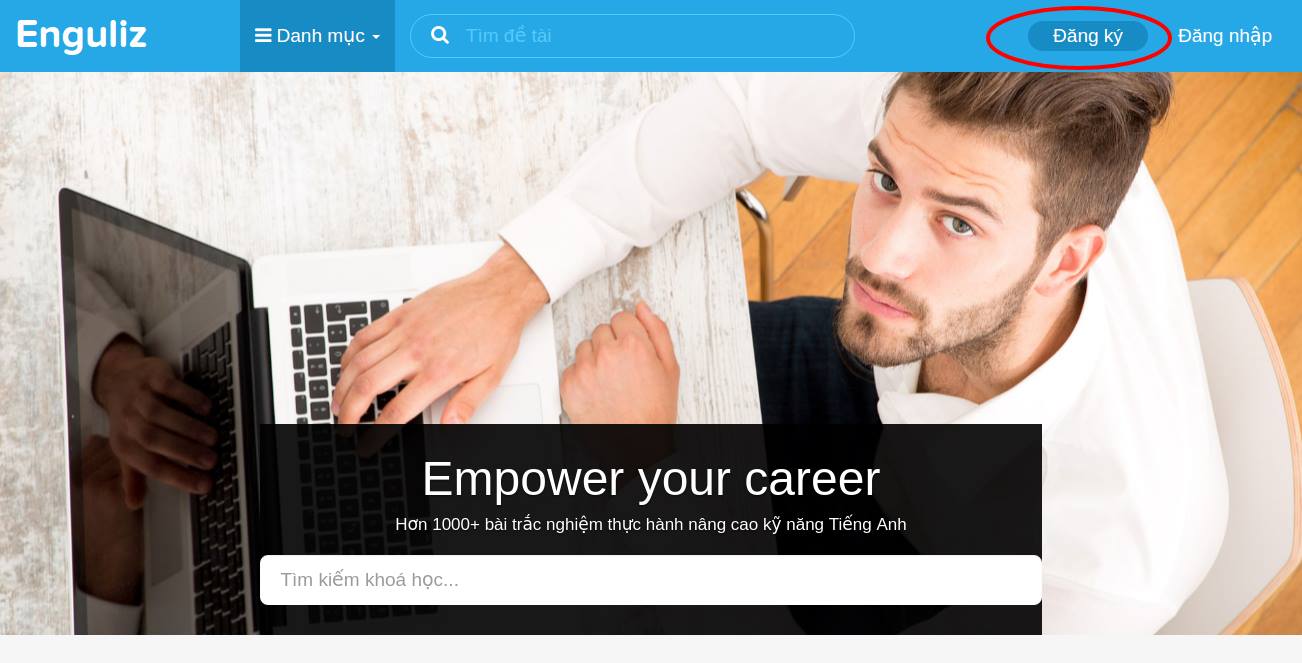 Enguliz
Danh mục
Tìm đề tài
Đăng ký
Đăng nhập
Empower your career
Hơn 1000+ bài trắc nghiệm thực hành nâng cao kỹ năng Tiếng Anh
Tìm kiếm khoá học...